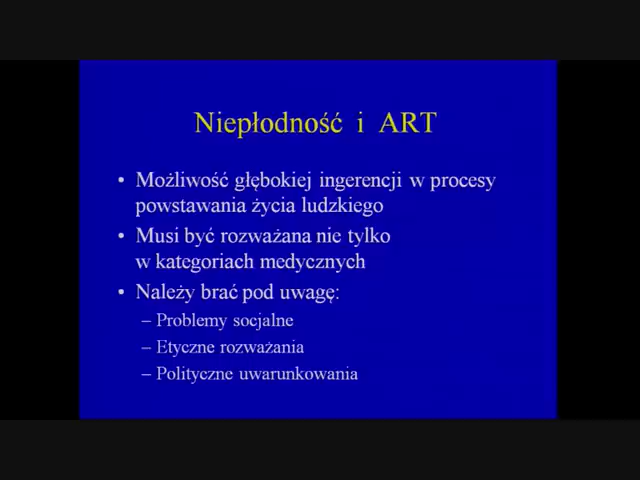 Niepłodność i ART
• Możliwość głębokiej ingerencji w procesy
powstawania życia ludzkiego
• Musi być rozważana nie tylko
w kategoriach medycznych
• Należy brać pod uwagę:
– Problemy socjalne
– Etyczne rozważania
– Polityczne uwarunkowania